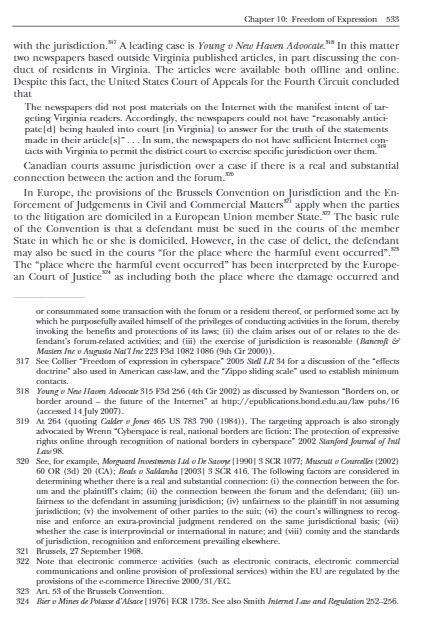 Chapter 10: Freedom of Expression 533
with the jurisdiction.317 A leading case is Young v New Haven Advocate.318 In this matter
two newspapers based outside Virginia published articles, in part discussing the con-
duct of residents in Virginia. The articles were available both offline and online.
Despite this fact, the United States Court of Appeals for the Fourth Circuit concluded
that
The newspapers did not post materials on the Internet with the manifest intent of tar-
geting Virginia readers. Accordingly, the newspapers could not have “reasonably antici-
pate[d] being hauled into court [in Virginia] to answer for the truth of the statements
made in their article[s]” . . . In sum, the newspapers do not have sufficient Internet con-
tacts with Virginia to permit the district court to exercise specific jurisdiction over them.319
Canadian courts assume jurisdiction over a case if there is a real and substantial
connection between the action and the forum.320
In Europe, the provisions of the Brussels Convention on Jurisdiction and the En-
forcement of Judgements in Civil and Commercial Matters321 apply when the parties
to the litigation are domiciled in a European Union member State.322 The basic rule
of the Convention is that a defendant must be sued in the courts of the member
State in which he or she is domiciled. However, in the case of delict, the defendant
may also be sued in the courts “for the place where the harmful event occurred”.323
The “place where the harmful event occurred” has been interpreted by the Europe-
an Court of Justice324 as including both the place where the damage occurred and
or consummated some transaction with the forum or a resident thereof, or performed some act by
which he purposefully availed himself of the privileges of conducting activities in the forum, thereby
invoking the benefits and protections of its laws; (ii) the claim arises out of or relates to the de-
fendant's forum-related activities; and (iii) the exercise of jurisdiction is reasonable (Bancroft &
Masters Inc v Augusta Nat'l Inc 223 F3d 1082 1086 (9th Cir 2000)).
317 See Collier “Freedom of expression in cyberspace” 2005 Stell LR 34 for a discussion of the “effects
doctrine” also used in American case-law, and the “Zippo sliding scale” used to establish minimum
contacts.
318 Young v New Haven Advocate 315 F3d 256 (4th Cir 2002) as discussed by Svantesson “Borders on, or
border around – the future of the Internet” at http://epublications.bond.edu.au/law pubs/16
(accessed 14 July 2007).
319 At 264 (quoting Calder v Jones 465 US 783 790 (1984)). The targeting approach is also strongly
advocated by Wrenn “Cyberspace is real, national borders are fiction: The protection of expressive
rights online through recognition of national borders in cyberspace” 2002 Stanford Journal of Intl
Law 98.
320 See, for example, Morguard Investments Ltd v De Savoye [1990] 3 SCR 1077; Muscutt v Courcelles (2002)
60 OR (3d) 20 (CA); Beals v Saldanha [2003] 3 SCR 416. The following factors are considered in
determining whether there is a real and substantial connection: (i) the connection between the for-
um and the plaintiff's claim; (ii) the connection between the forum and the defendant; (iii) un-
fairness to the defendant in assuming jurisdiction; (iv) unfairness to the plaintiff in not assuming
jurisdiction; (v) the involvement of other parties to the suit; (vi) the court's willingness to recog-
nise and enforce an extra-provincial judgment rendered on the same jurisdictional basis; (vii)
whether the case is interprovincial or international in nature; and (viii) comity and the standards
of jurisdiction, recognition and enforcement prevailing elsewhere.
321 Brussels, 27 September 1968.
322 Note that electronic commerce activities (such as electronic contracts, electronic commercial
communications and online provision of professional services) within the EU are regulated by the
provisions of the e-commerce Directive 2000/31/EC.
323 Art. 53 of the Brussels Convention.
324 Bier v Mines de Potasse d'Alsace [1976] ECR 1735. See also Smith Internet Law and Regulation 252–256.